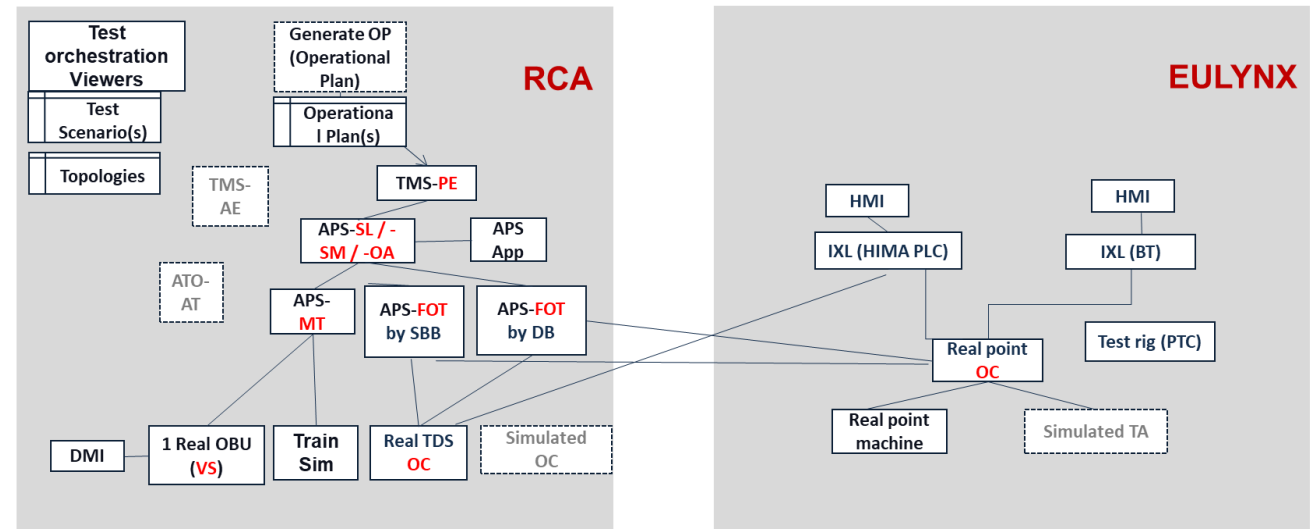 Test
orchestration
Viewers
Test
Scenario(s)
Topologies
Generate OP
(Operational
Plan)
Operationa
l Plan(s)
RCA
TMS-
AE
TMS-PE
APS-SL / -
SM / -OA
APS
App
ATO-
AT
APS-
MT
APS-FOT
by SBB
APS-FOT
by DB
DMI
1 Real OBU
(VS)
Train
Sim
Real TDS
OC
Simulated
OC
EULYNX
HMI
HMI
IXL (HIMA PLC)
IXL (BT)
Test rig (PTC)
Real point
OC
Real point
machine
Simulated TA